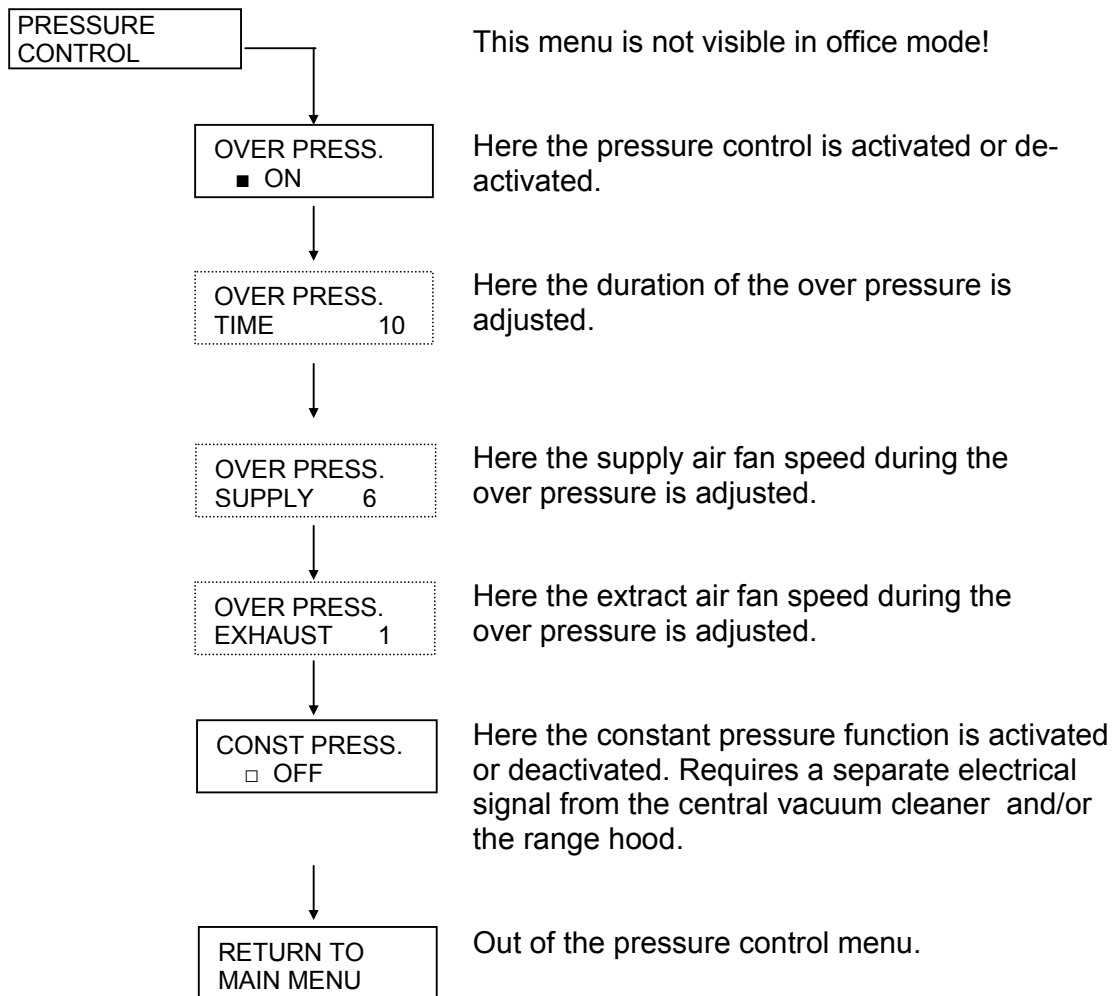 PRESSURE
CONTROL
This menu is not visible in office mode!
OVER PRESS.
■ ON
Here the pressure control is activated or de-
activated.
OVER PRESS.
TIME 10
Here the duration of the over pressure is
adjusted.
OVER PRESS.
SUPPLY 6
Here the supply air fan speed during the
over pressure is adjusted.
OVER PRESS.
EXHAUST 1
Here the extract air fan speed during the
over pressure is adjusted.
CONST PRESS.
□ OFF
Here the constant pressure function is activated
or deactivated. Requires a separate electrical
signal from the central vacuum cleaner and/or
the range hood.
RETURN TO
MAIN MENU
Out of the pressure control menu.